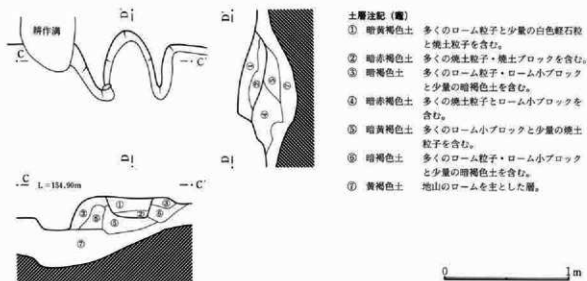 耕作溝
D
C
C'
D'
C
L=134.90m
C'
①
②
③
③
⑤
⑥
⑥
⑦
土層注記（竈）
① 暗黄褐色土 多くのローム粒子と少量の白色軽石粒
と焼土粒子を含む。
② 暗赤褐色土 多くの焼土粒子・焼土ブロックを含む。
③ 暗褐色土 多くのローム粒子・ローム小ブロック
と少量の暗褐色土を含む。
④ 暗赤褐色土 多くの焼土粒子とローム小ブロックを
含む。
⑤ 暗黄褐色土 多くのローム小ブロックと少量の焼土
粒子を含む。
⑥ 暗褐色土 多くのローム粒子・ローム小ブロック
と少量の暗褐色土を含む。
⑦ 黄褐色土 地山のロームを主とした層。
0 1m